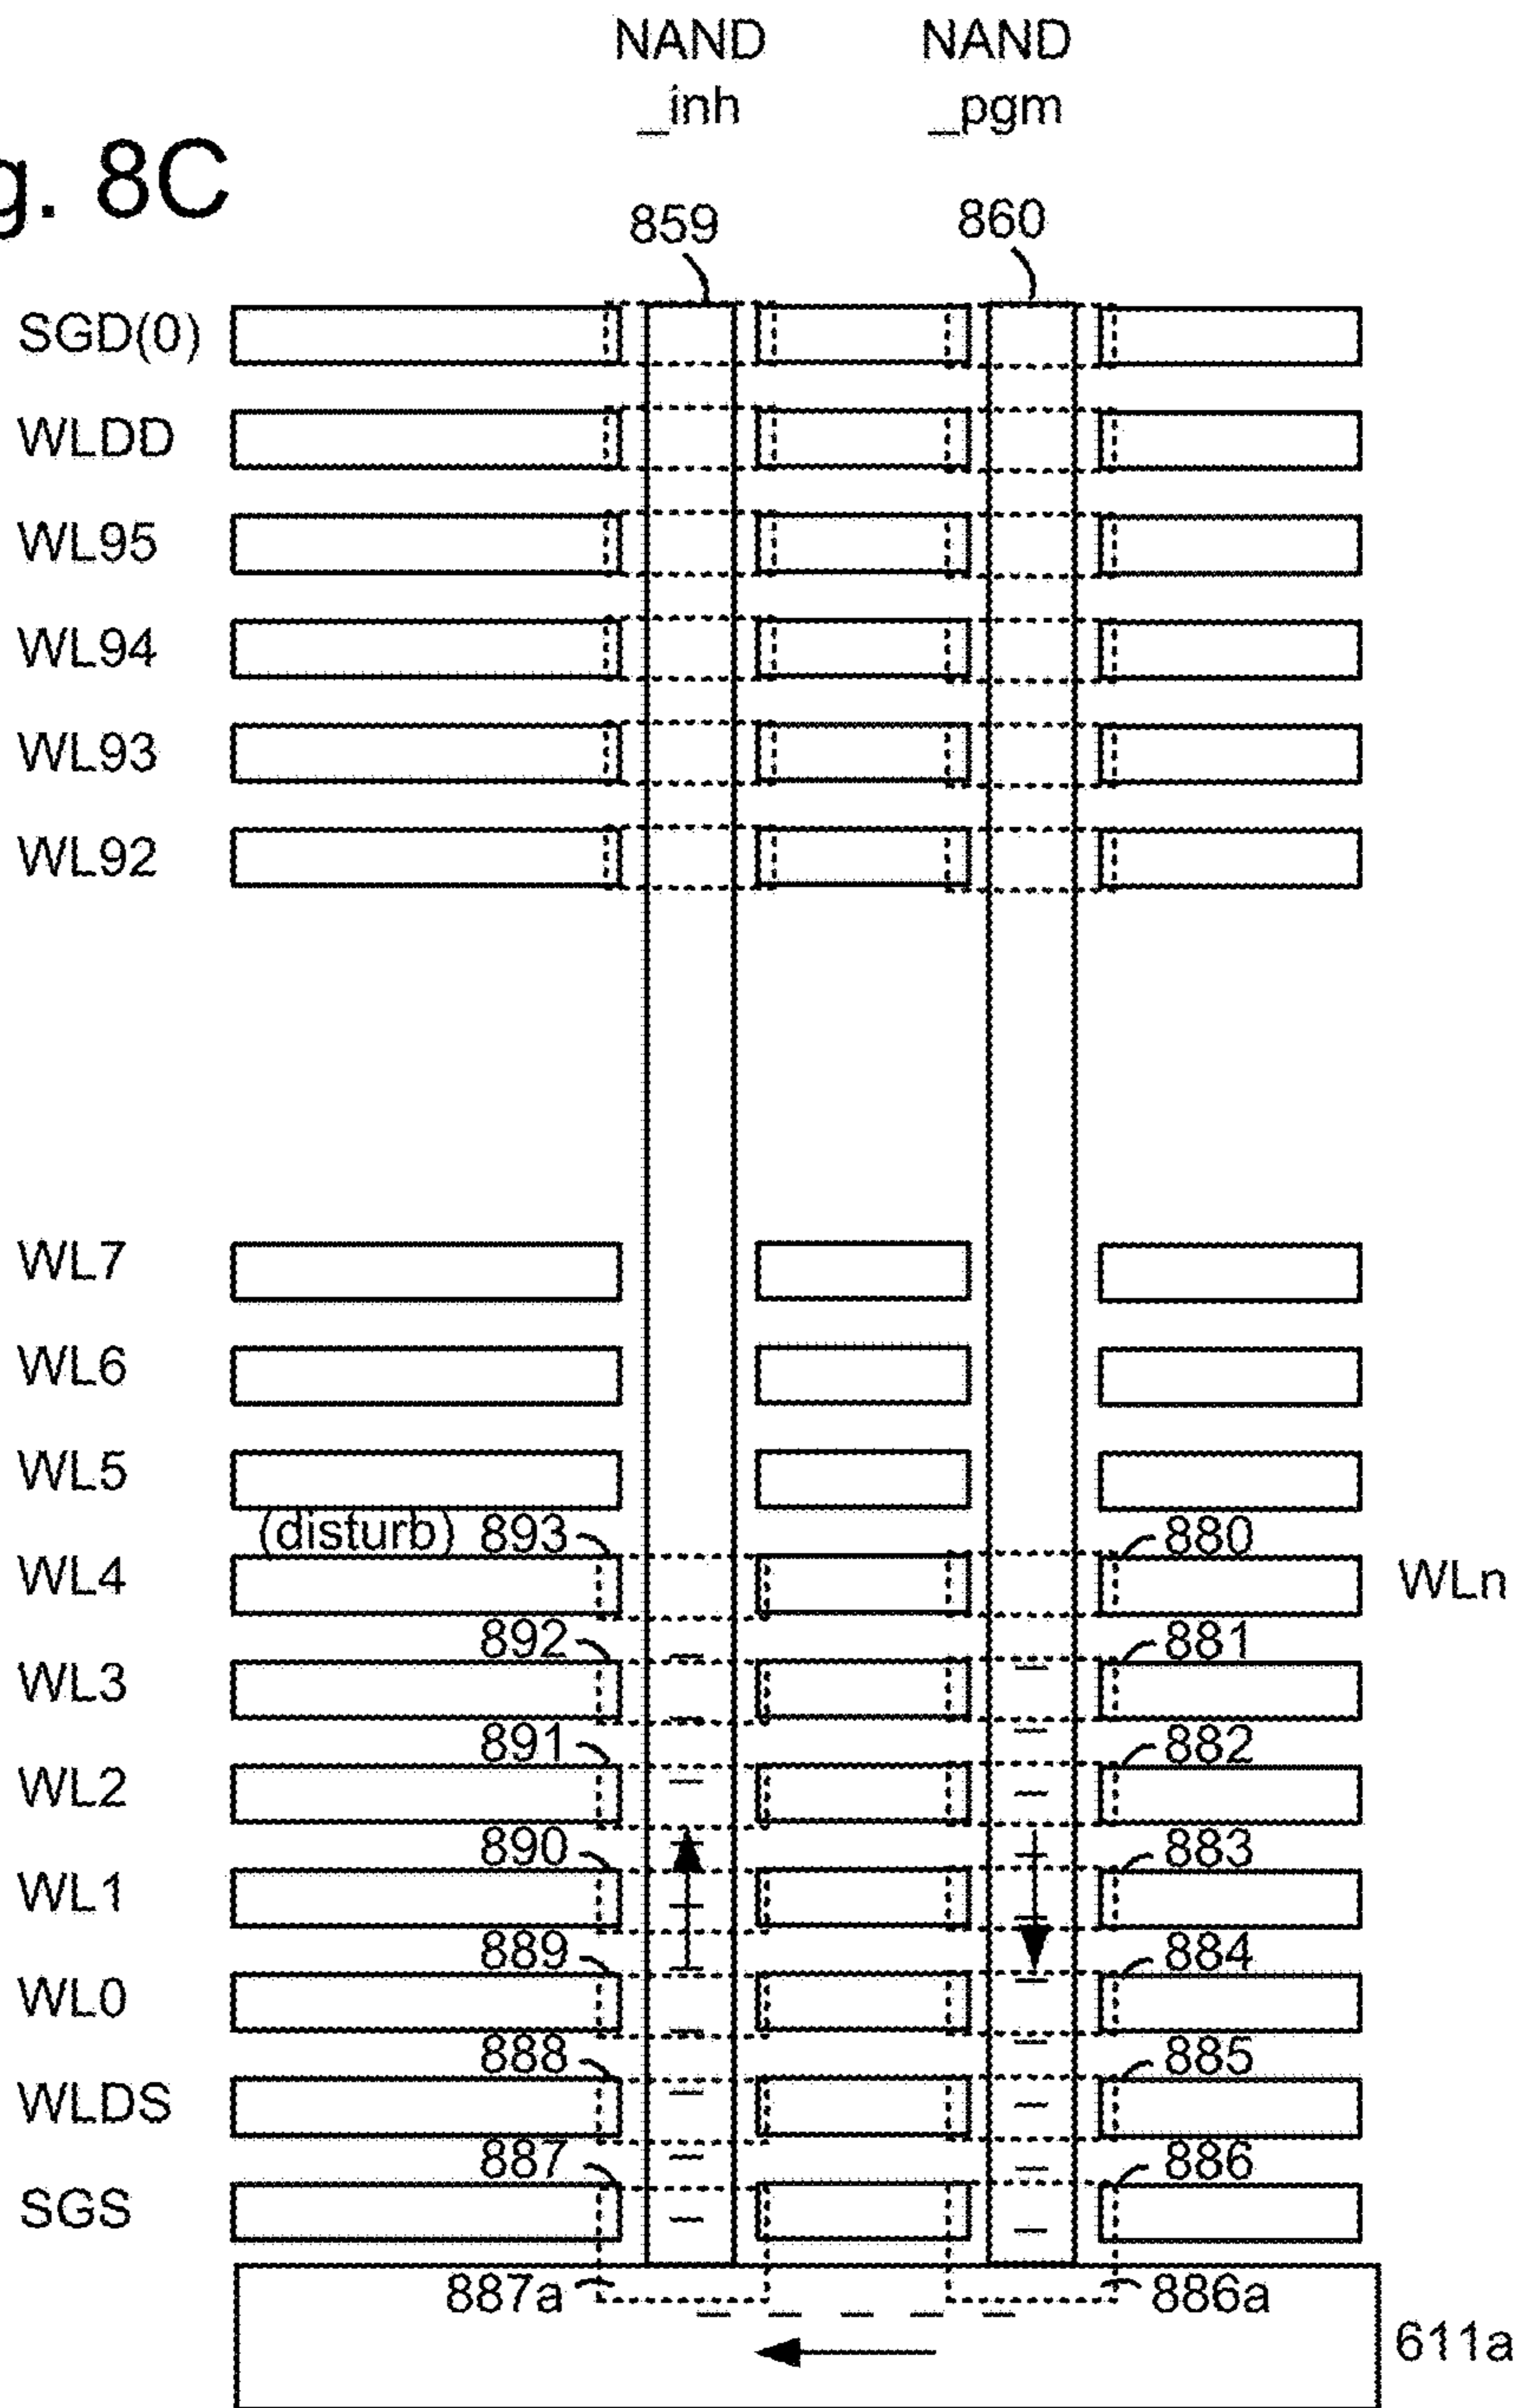 NAND NAND
_inh _pgm
g. 8C
859 860
SGD(0)
WLDD
WL95
WL94
WL93
WL92
WL7
WL6
WL5
(disturb) 893 880
WL4 WLn
892 881
WL3
891 882
WL2
890 883
WL1
889 884
WL0
888 885
WLDS
887 886
SGS
887a 886a
611a